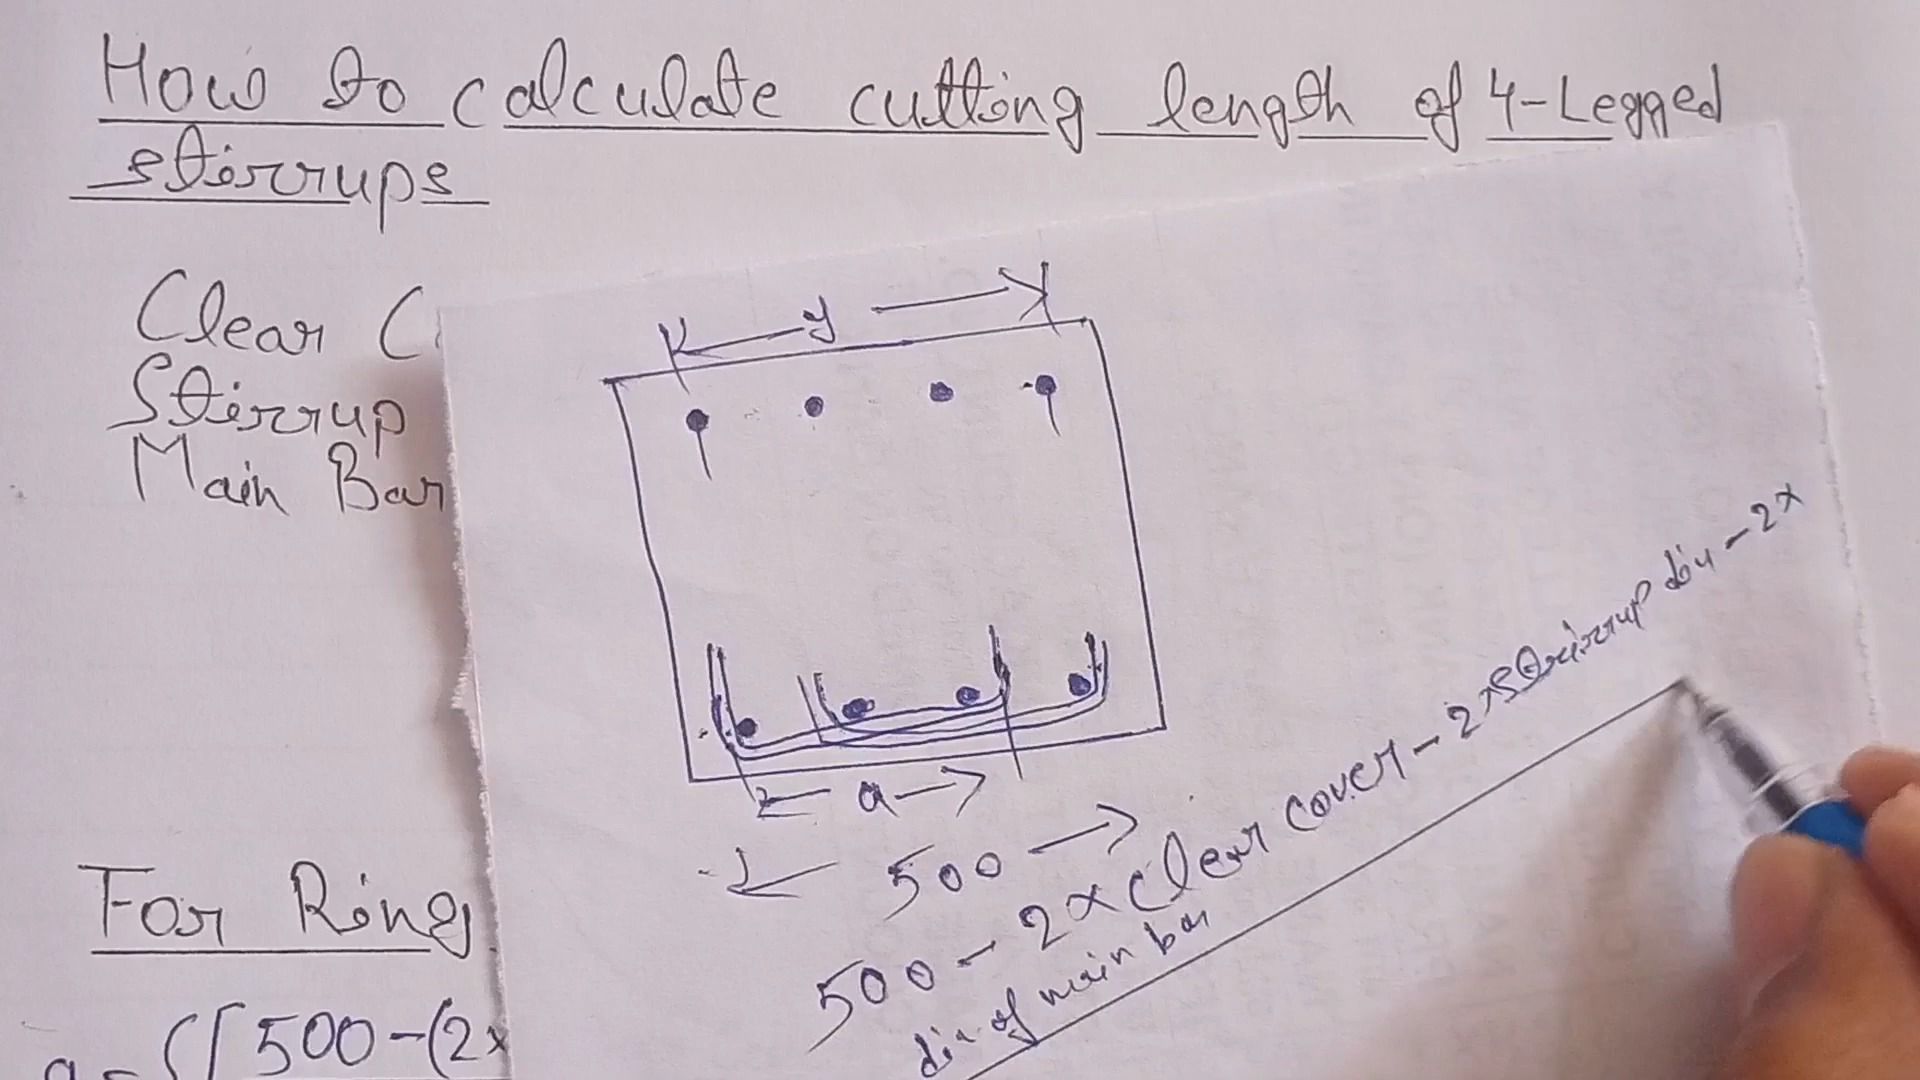 How to calculate cutting length of 4-Legged
stirrups
Clear C
Stirrup
Main Bar
y
a
500
500 - 2 x clear cover - 2 x stirrup dia - 2 x
dia of main bar
For Ring
a = {[500-(2x